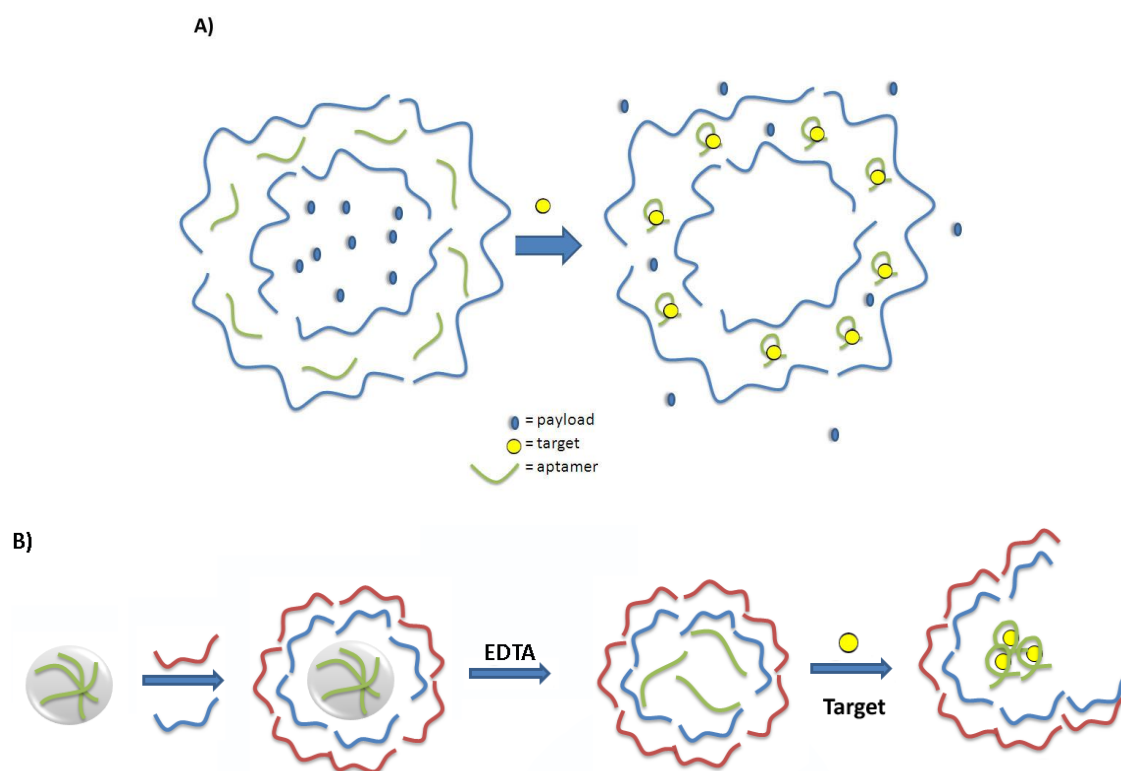 A)
= payload
= target
= aptamer
B)
EDTA
Target